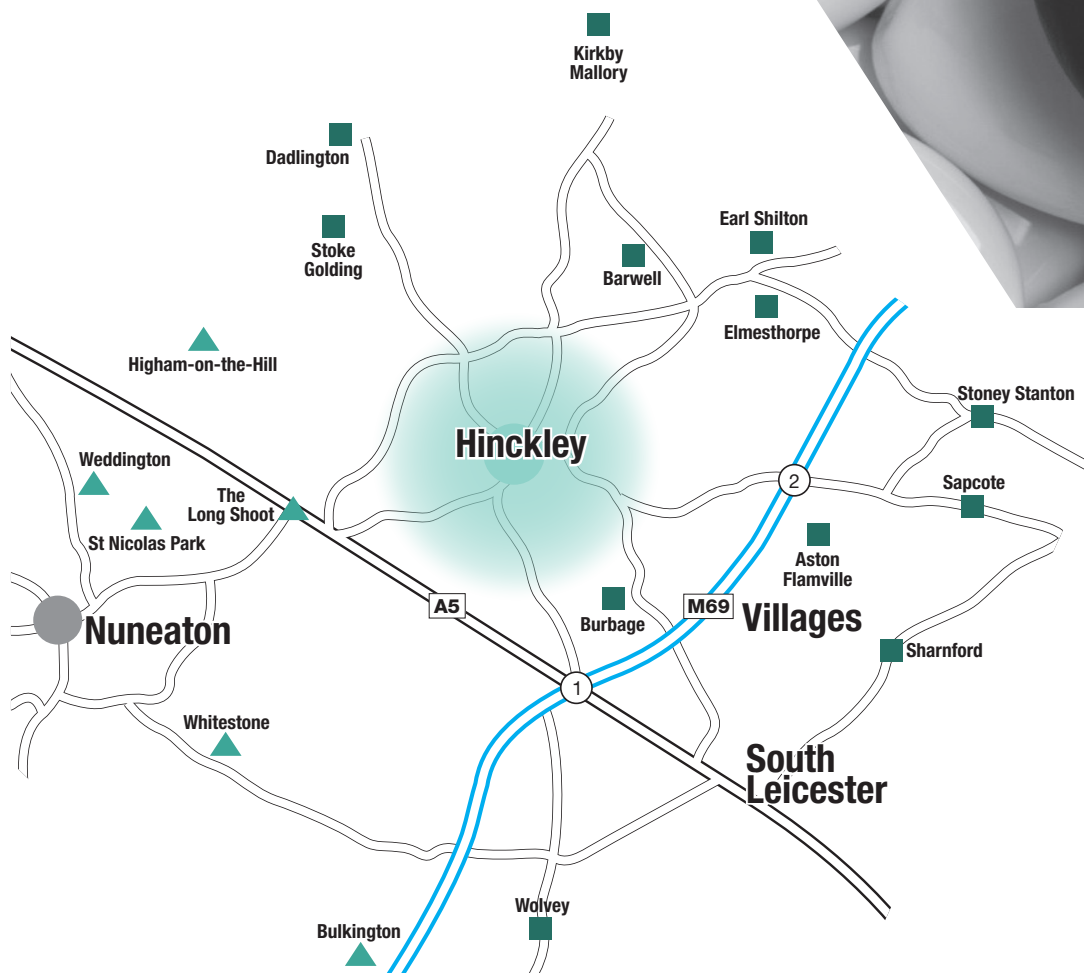 Kirkby
Mallory
Dadlington
Earl Shilton
Stoke
Golding
Barwell
Elmesthorpe
Higham-on-the-Hill
Stoney Stanton
Hinckley
Weddington
2
Sapcote
The
Long Shoot
St Nicolas Park
Aston
Flamville
A5
M69
Villages
Burbage
Nuneaton
Sharnford
1
Whitestone
South
Leicester
Wolvey
Bulkington